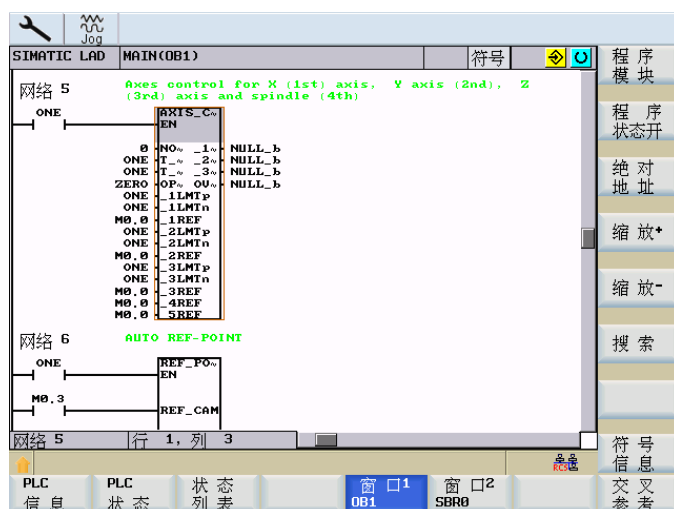 Jog
SIMATIC LAD MAIN(OB1) 符号
网络 5 Axes control for X (1st) axis, Y axis (2nd), Z
(3rd) axis and spindle (4th)
ONE AXIS_C~
EN
0 NO~ _1~ NULL_b
ONE T_~ _2~ NULL_b
ONE T_~ _3~ NULL_b
ZERO OP~ OV~ NULL_b
ONE _1LMTp
ONE _1LMTn
M0.0 _1REF
ONE _2LMTp
ONE _2LMTn
M0.0 _2REF
ONE _3LMTp
ONE _3LMTn
M0.0 _3REF
M0.0 _4REF
M0.0 _5REF
网络 6 AUTO REF-POINT
ONE REF_PO~
EN
M0.3
REF_CAM
网络 5 行 1, 列 3
RCS
PLC
信息
PLC
状态
状态
列表
窗口1
OB1
窗口2
SBR0
程序
模块
程序
状态开
绝对
地址
缩放+
缩放-
搜索
符号
信息
交叉
参考